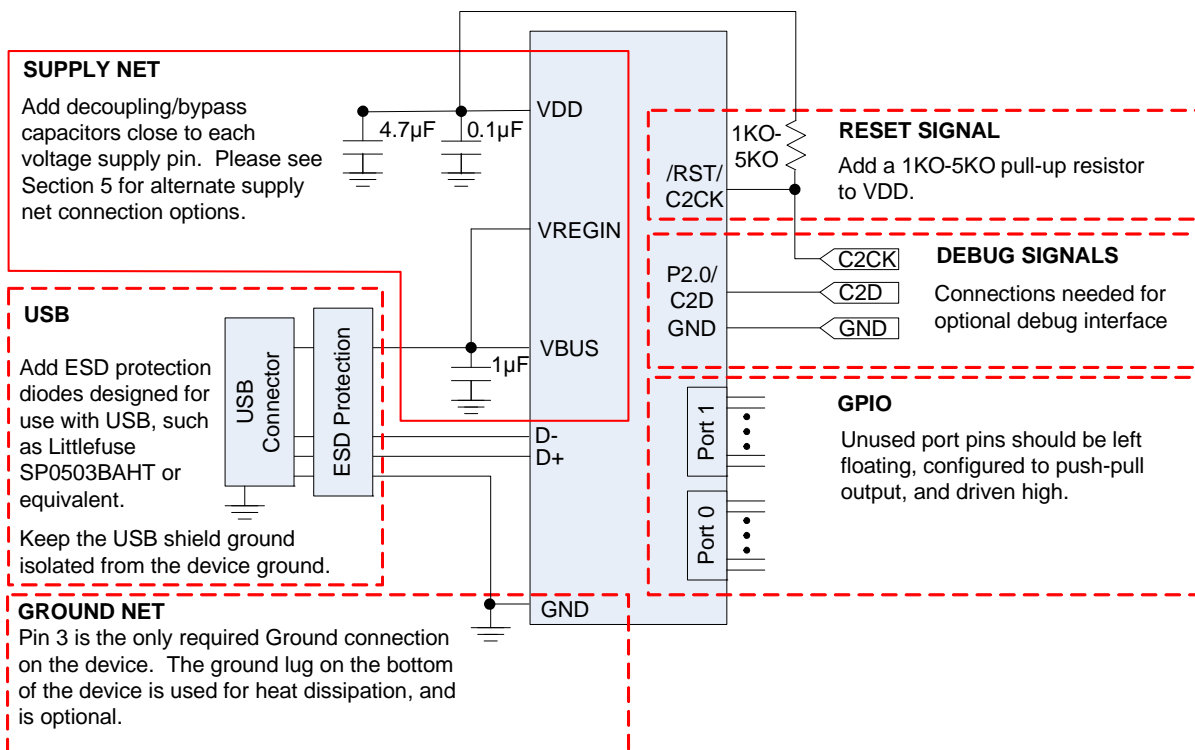 SUPPLY NET
Add decoupling/bypass
capacitors close to each
voltage supply pin.  Please see
Section 5 for alternate supply
net connection options.
4.7µF
0.1µF
VDD
VREGIN
VBUS
1µF
1KO-
5KO
/RST/
C2CK
RESET SIGNAL
Add a 1KO-5KO pull-up resistor
to VDD.
P2.0/
C2D
GND
C2CK
C2D
GND
DEBUG SIGNALS
Connections needed for
optional debug interface
USB
Add ESD protection
diodes designed for
use with USB, such
as Littlefuse
SP0503BAHT or
equivalent.
Keep the USB shield ground
isolated from the device ground.
USB
Connector
ESD Protection
D-
D+
Port 1
Port 0
GPIO
Unused port pins should be left
floating, configured to push-pull
output, and driven high.
GND
GROUND NET
Pin 3 is the only required Ground connection
on the device.  The ground lug on the bottom
of the device is used for heat dissipation, and
is optional.